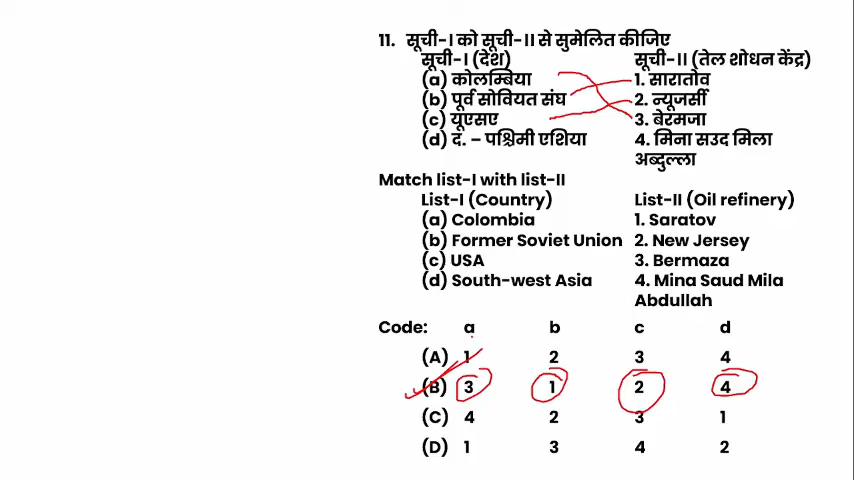 11. सूची-I को सूची-II से सुमेलित कीजिए
सूची-I (देश) सूची-II (तेल शोधन केंद्र)
(a) कोलम्बिया 1. सारातोव
(b) पूर्व सोवियत संघ 2. न्यूजर्सी
(c) यूएसए 3. बेरमजा
(d) द. – पश्चिमी एशिया 4. मिना सउद मिला
अब्दुल्ला
Match list-I with list-II
List-I (Country) List-II (Oil refinery)
(a) Colombia 1. Saratov
(b) Former Soviet Union 2. New Jersey
(c) USA 3. Bermaza
(d) South-west Asia 4. Mina Saud Mila
Abdullah
Code: a b c d
(A) 1 2 3 4
(B) 3 1 2 4
(C) 4 2 3 1
(D) 1 3 4 2